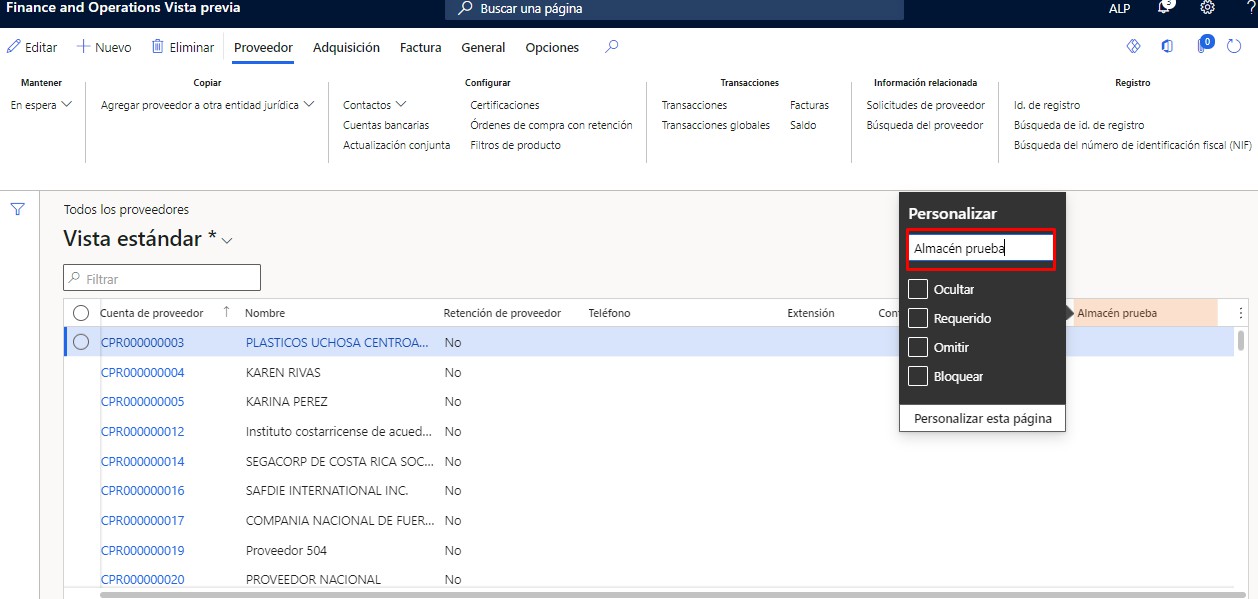 Finance and Operations Vista previa
Buscar una página
ALP
3
?
Editar
Nuevo
Eliminar
Proveedor
Adquisición
Factura
General
Opciones
0
Mantener
En espera
Copiar
Agregar proveedor a otra entidad jurídica
Configurar
Contactos
Certificaciones
Cuentas bancarias
Órdenes de compra con retención
Actualización conjunta
Filtros de producto
Transacciones
Transacciones
Facturas
Transacciones globales
Saldo
Información relacionada
Solicitudes de proveedor
Búsqueda del proveedor
Registro
Id. de registro
Búsqueda de id. de registro
Búsqueda del número de identificación fiscal (NIF)
Todos los proveedores
Vista estándar *
Filtrar
Personalizar
Almacén prueba
Ocultar
Requerido
Omitir
Bloquear
Personalizar esta página
Cuenta de proveedor ↑ Nombre Retención de proveedor Teléfono Extensión Almacén prueba
CPR000000003 PLASTICOS UCHOSA CENTROA... No
CPR000000004 KAREN RIVAS No
CPR000000005 KARINA PEREZ No
CPR000000012 Instituto costarricense de acued... No
CPR000000014 SEGACORP DE COSTA RICA SOC... No
CPR000000016 SAFDIE INTERNATIONAL INC. No
CPR000000017 COMPANIA NACIONAL DE FUER... No
CPR000000019 Proveedor 504 No
CPR000000020 PROVEEDOR NACIONAL No